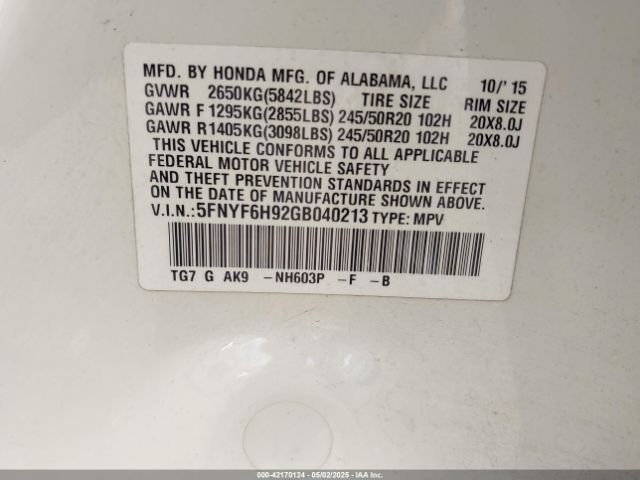 MFD. BY HONDA MFG. OF ALABAMA, LLC 10/' 15
GVWR 2650KG(5842LBS) TIRE SIZE RIM SIZE
GAWR F 1295KG(2855LBS) 245/50R20 102H 20X8.0J
GAWR R 1405KG(3098LBS) 245/50R20 102H 20X8.0J
THIS VEHICLE CONFORMS TO ALL APPLICABLE
FEDERAL MOTOR VEHICLE SAFETY
AND THEFT PREVENTION STANDARDS IN EFFECT
ON THE DATE OF MANUFACTURE SHOWN ABOVE.
V.I.N.: 5FNYF6H92GB040213 TYPE: MPV
TG7 G AK9 -NH603P -F -B
000-42170124 - 05/02/2025 - IAA Inc.